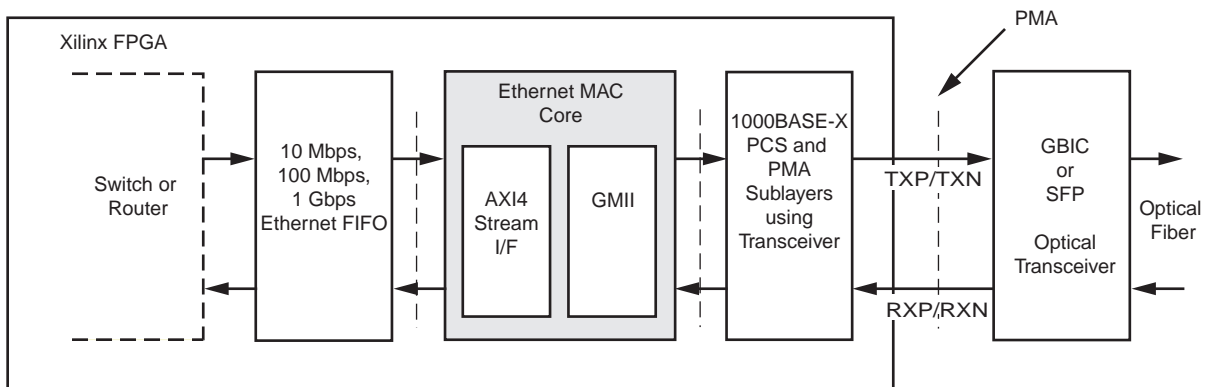 PMA
Xilinx FPGA
Switch or
Router
10 Mbps,
100 Mbps,
1 Gbps
Ethernet FIFO
Ethernet MAC
Core
AXI4
Stream
I/F
GMII
1000BASE-X
PCS and
PMA
Sublayers
using
Transceiver
TXP/TXN
RXP/RXN
GBIC
or
SFP
Optical
Transceiver
Optical
Fiber